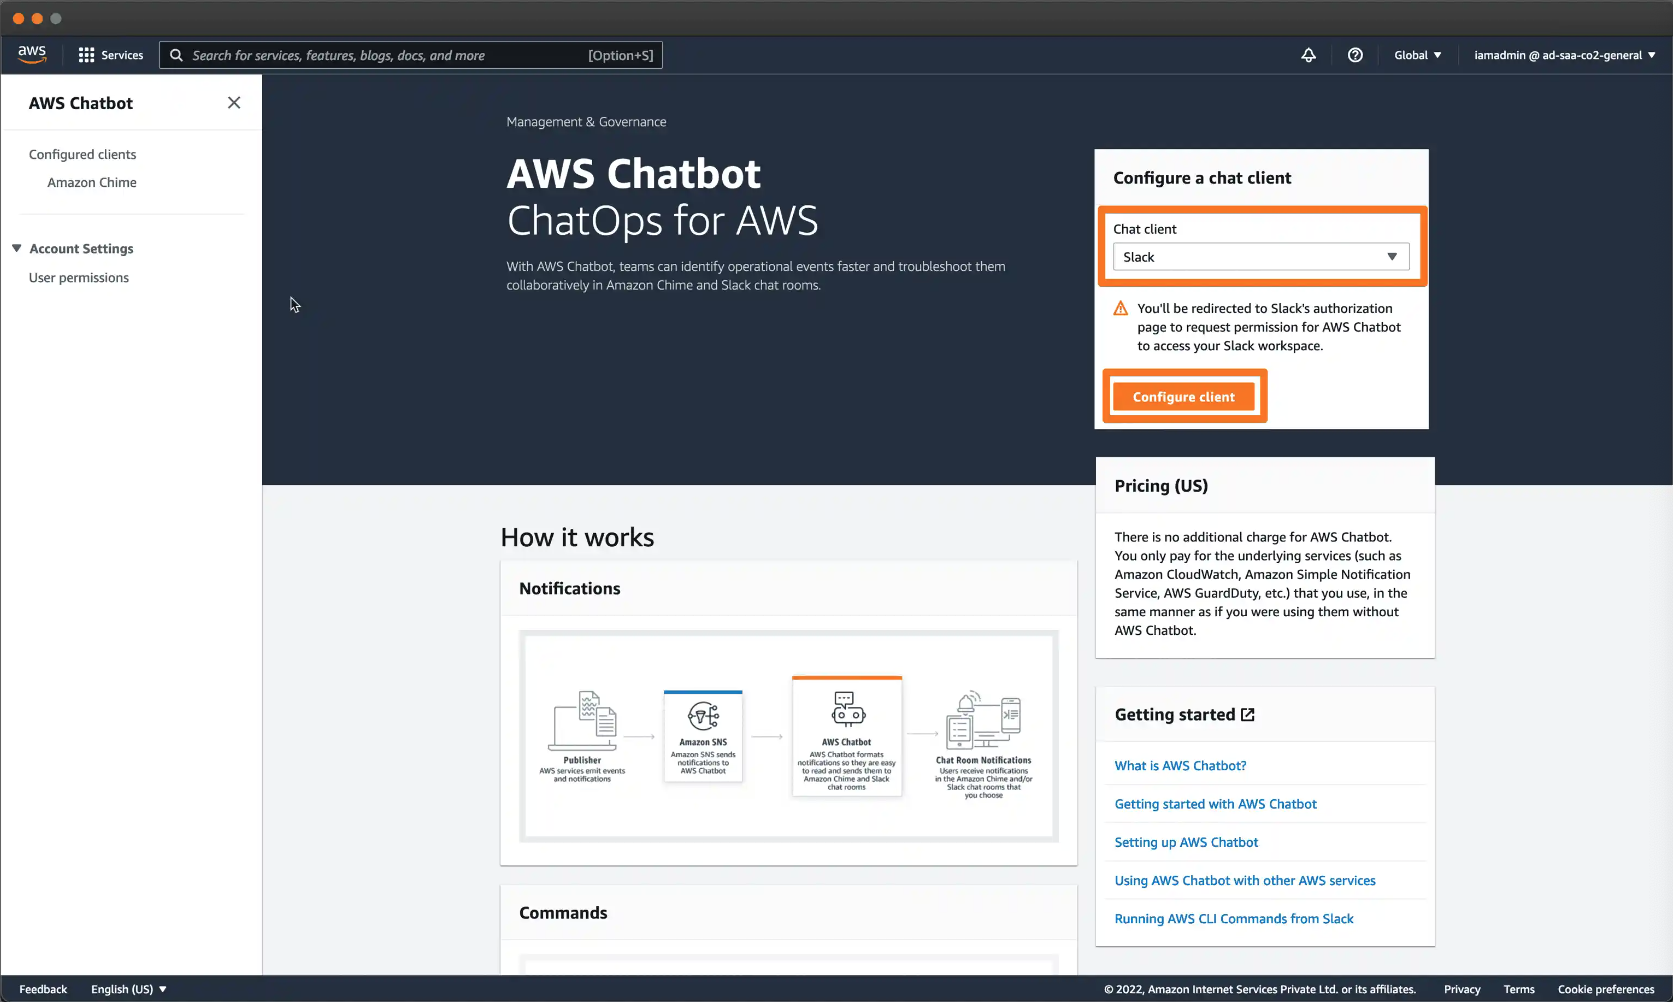 aws
Services
Search for services, features, blogs, docs, and more
[Option+S]
Global
iamadmin @ ad-saa-co2-general
AWS Chatbot
Configured clients
Amazon Chime
Account Settings
User permissions
Management & Governance
AWS Chatbot
ChatOps for AWS
With AWS Chatbot, teams can identify operational events faster and troubleshoot them
collaboratively in Amazon Chime and Slack chat rooms.
Configure a chat client
Chat client
Slack
You'll be redirected to Slack's authorization
page to request permission for AWS Chatbot
to access your Slack workspace.
Configure client
Pricing (US)
There is no additional charge for AWS Chatbot.
You only pay for the underlying services (such as
Amazon CloudWatch, Amazon Simple Notification
Service, AWS GuardDuty, etc.) that you use, in the
same manner as if you were using them without
AWS Chatbot.
How it works
Notifications
Publisher
AWS services emit events
and notifications
Amazon SNS
Amazon SNS sends
notifications to
AWS Chatbot
AWS Chatbot
AWS Chatbot formats
notifications so they are easy
to read and sends them to
Amazon Chime and Slack
chat rooms
Chat Room Notifications
Users receive notifications
in the Amazon Chime and/or
Slack chat rooms that
you choose
Getting started
What is AWS Chatbot?
Getting started with AWS Chatbot
Setting up AWS Chatbot
Using AWS Chatbot with other AWS services
Running AWS CLI Commands from Slack
Commands
Feedback
English (US)
© 2022, Amazon Internet Services Private Ltd. or its affiliates.
Privacy
Terms
Cookie preferences